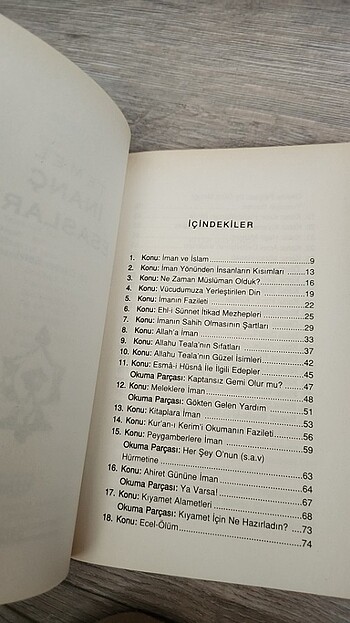 İÇİNDEKİLER
1. Konu: İman ve İslam 9
2. Konu: İman Yönünden İnsanların Kısımları 13
3. Konu: Ne Zaman Müslüman Olduk? 16
4. Konu: Vücudumuza Yerleştirilen Din 19
5. Konu: İmanın Fazileti 22
6. Konu: Ehl-i Sünnet İtikad Mezhepleri 25
7. Konu: İmanın Sahih Olmasının Şartları 29
8. Konu: Allah'a İman 33
9. Konu: Allahu Teala'nın Sıfatları 37
10. Konu: Allahu Teala'nın Güzel İsimleri 42
11. Konu: Esmâ-i Hüsnâ İle İlgili Edepler 45
Okuma Parçası: Kaptansız Gemi Olur mu? 47
12. Konu: Meleklere İman 48
Okuma Parçası: Gökten Gelen Yardım 51
13. Konu: Kitaplara İman 53
14. Konu: Kur'an-ı Kerim'i Okumanın Fazileti 56
15. Konu: Peygamberlere İman 59
Okuma Parçası: Her Şey O'nun (s.a.v)
Hürmetine 63
16. Konu: Ahiret Gününe İman 64
Okuma Parçası: Ya Varsa! 67
17. Konu: Kıyamet Alametleri 68
Okuma Parçası: Kıyamet İçin Ne Hazırladın? 73
18. Konu: Ecel-Ölüm 74